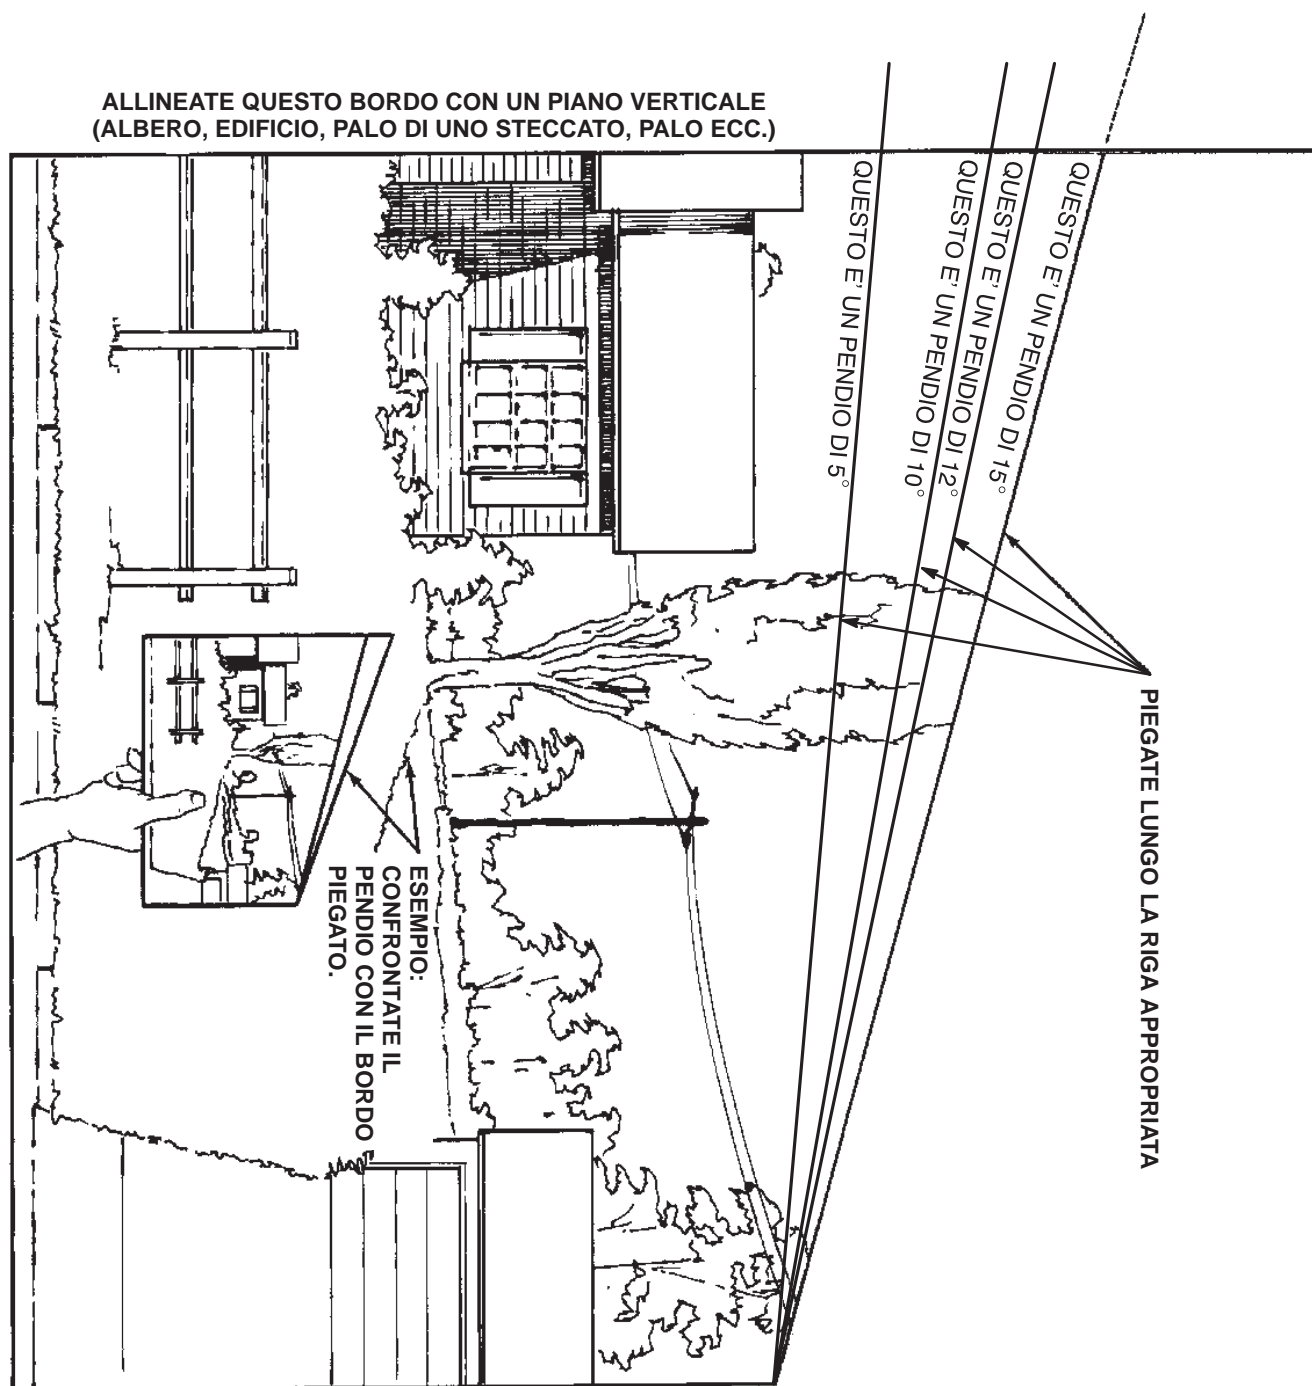 ALLINEATE QUESTO BORDO CON UN PIANO VERTICALE
(ALBERO, EDIFICIO, PALO DI UNO STECCATO, PALO ECC.)
QUESTO E' UN PENDIO DI 5°
QUESTO E' UN PENDIO DI 10°
QUESTO E' UN PENDIO DI 12°
QUESTO E' UN PENDIO DI 15°
PIEGATE LUNGO LA RIGA APPROPRIATA
ESEMPIO:
CONFRONTATE IL
PENDIO CON IL BORDO
PIEGATO.